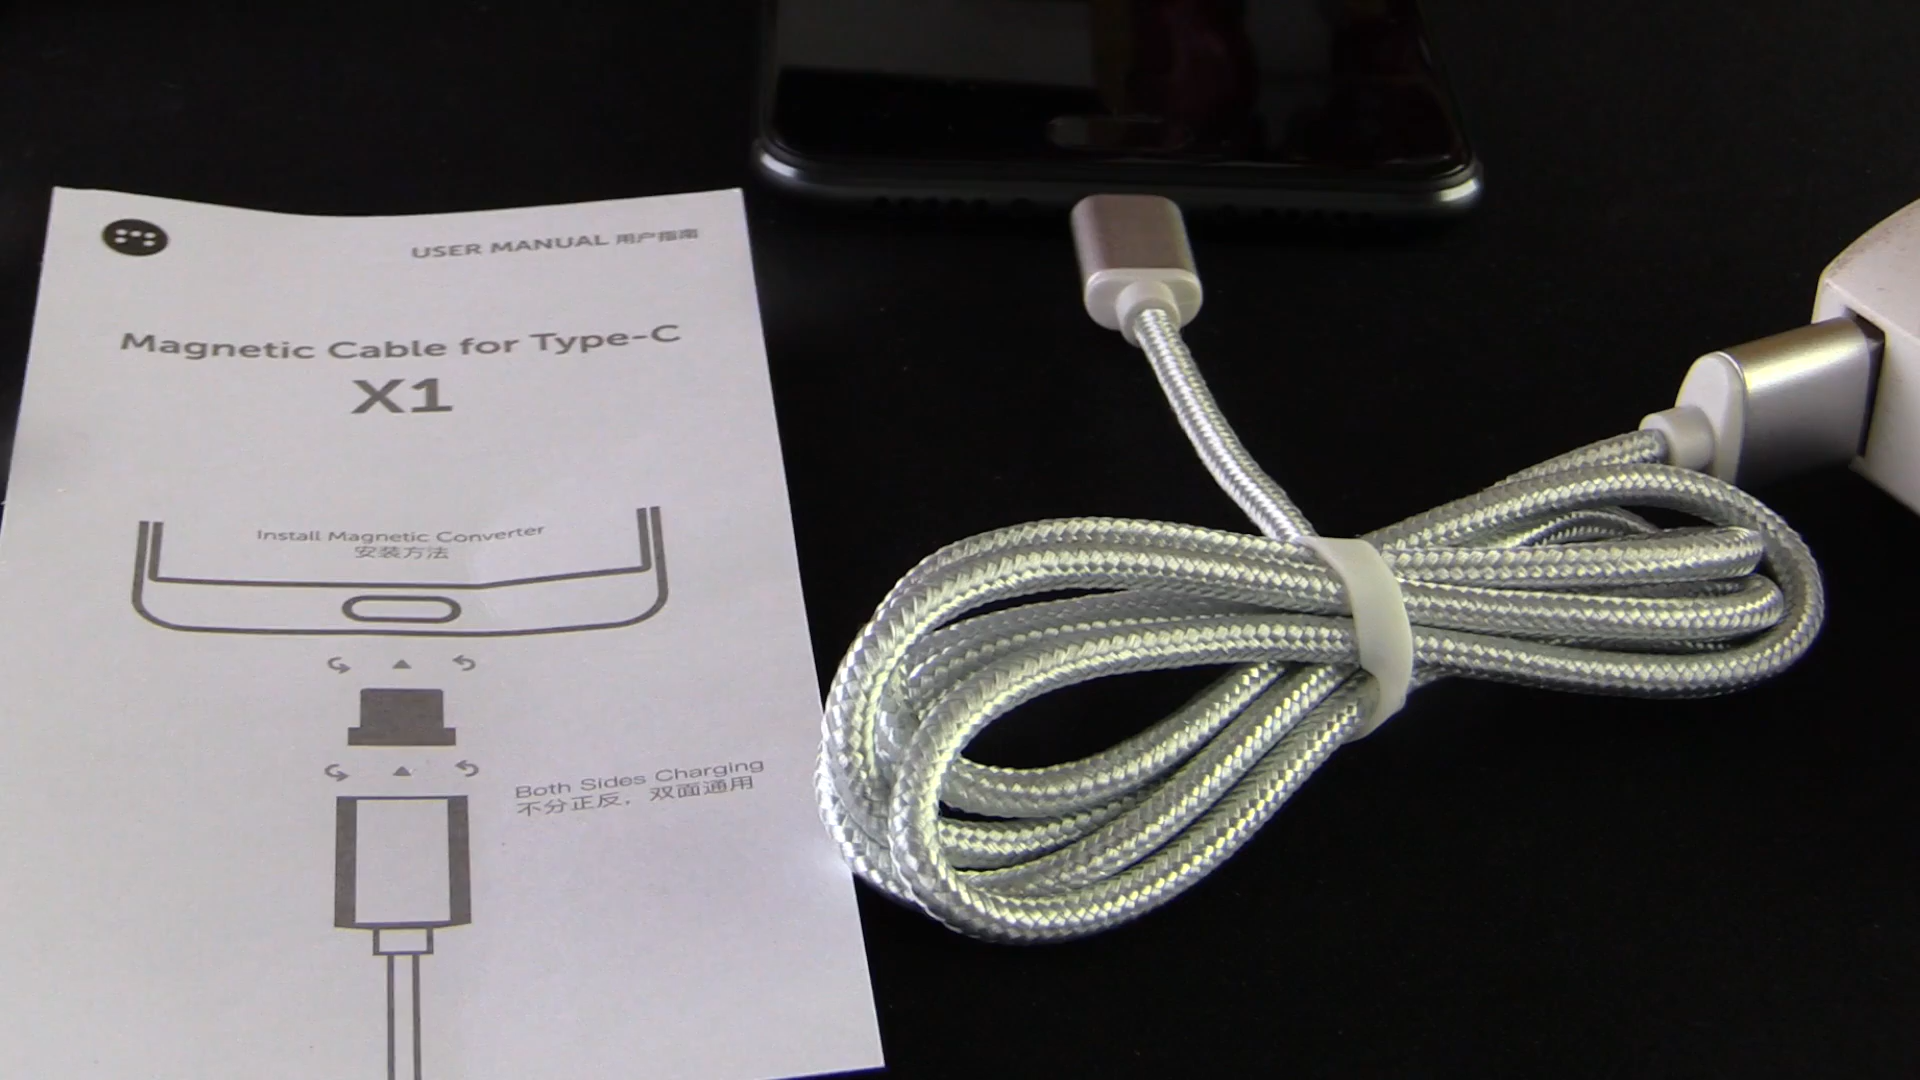 USER MANUAL 用户指南
Magnetic Cable for Type-C
X1
Install Magnetic Converter
安装方法
Both Sides Charging
不分正反，双面通用